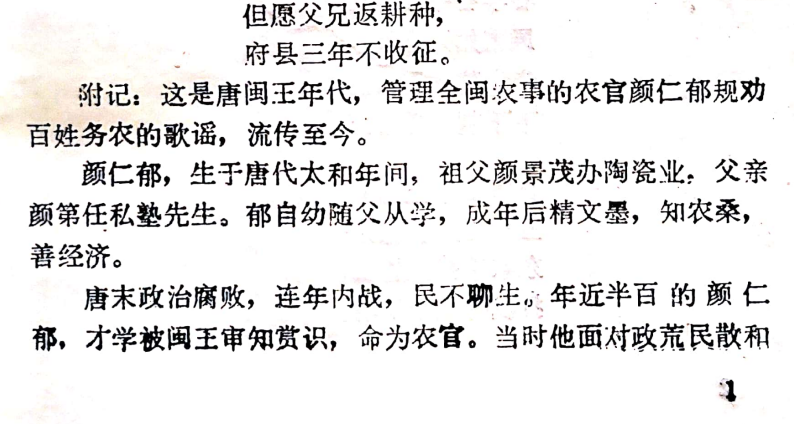 但愿父兄返耕种，
府县三年不收征。
附记：这是唐闽王年代，管理全闽农事的农官颜仁郁规劝
百姓务农的歌谣，流传至今。
颜仁郁，生于唐代太和年间，祖父颜景茂办陶瓷业，父亲
颜第任私塾先生。郁自幼随父从学，成年后精文墨，知农桑，
善经济。
唐末政治腐败，连年内战，民不聊生。年近半百的颜仁
郁，才学被闽王审知赏识，命为农官。当时他面对政荒民散和
1